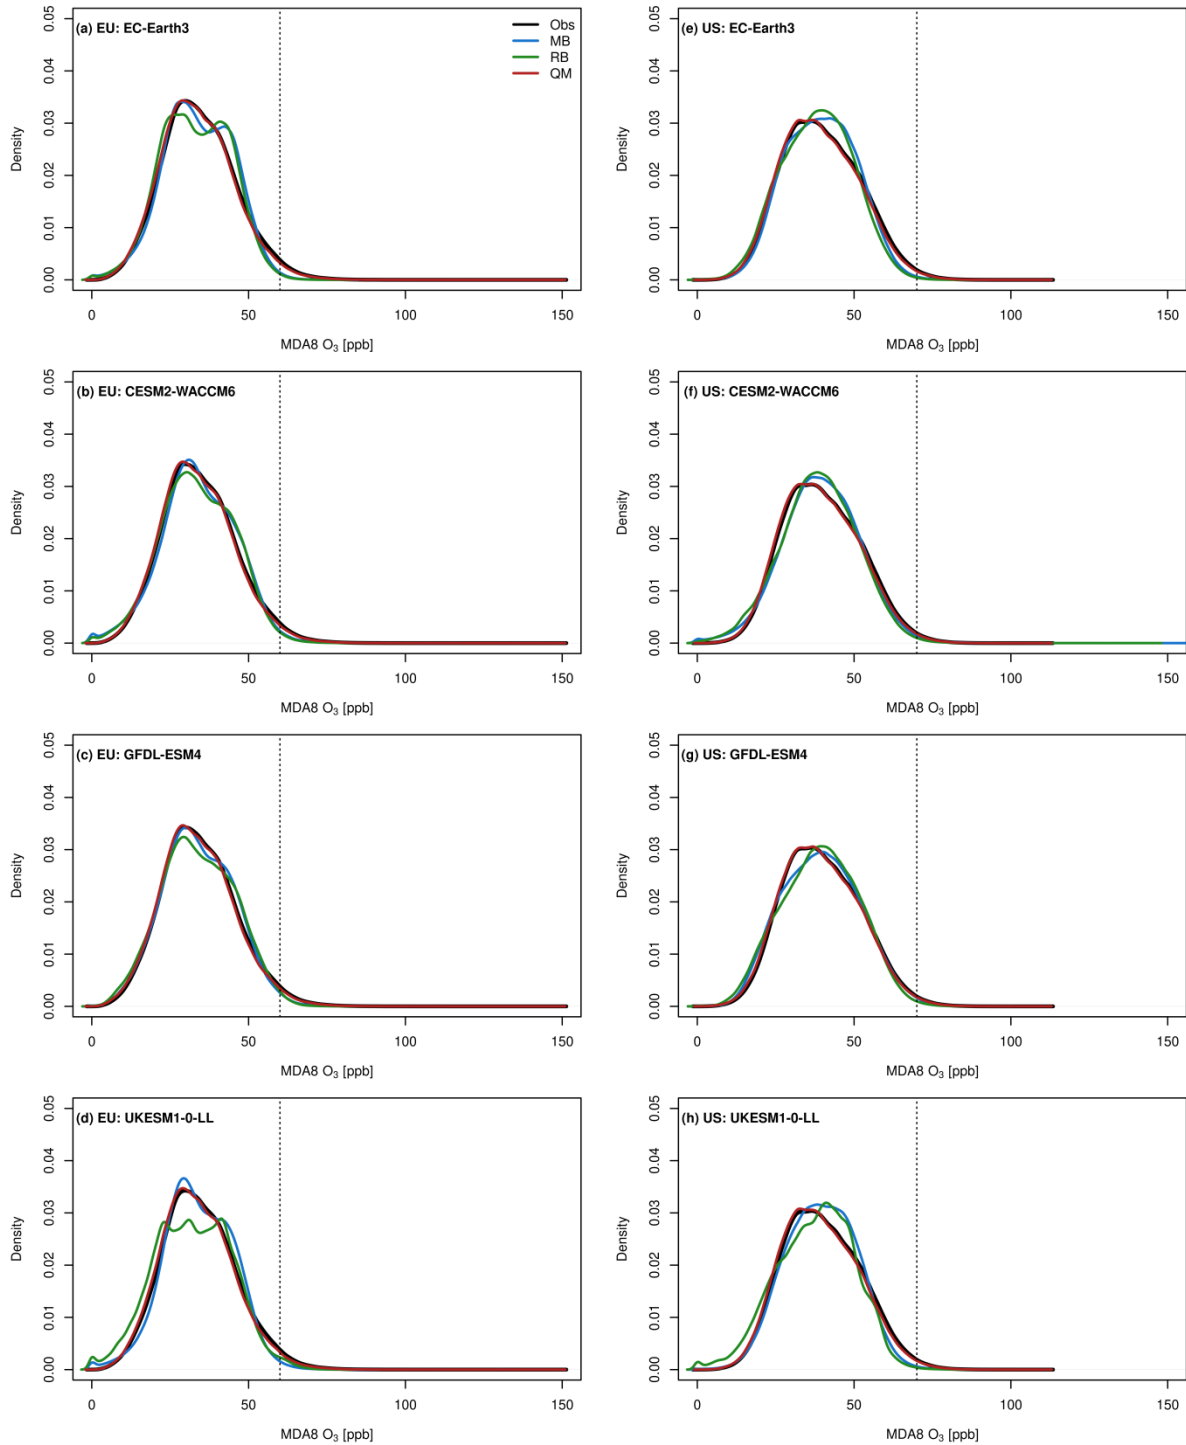 (a) EU: EC-Earth3
Obs
MB
RB
QM
Density
0.00
0.01
0.02
0.03
0.04
0.05
0
50
100
150
MDA8 O₃ [ppb]
(e) US: EC-Earth3
Density
0.00
0.01
0.02
0.03
0.04
0.05
0
50
100
150
MDA8 O₃ [ppb]
(b) EU: CESM2-WACCM6
Density
0.00
0.01
0.02
0.03
0.04
0.05
0
50
100
150
MDA8 O₃ [ppb]
(f) US: CESM2-WACCM6
Density
0.00
0.01
0.02
0.03
0.04
0.05
0
50
100
150
MDA8 O₃ [ppb]
(c) EU: GFDL-ESM4
Density
0.00
0.01
0.02
0.03
0.04
0.05
0
50
100
150
MDA8 O₃ [ppb]
(g) US: GFDL-ESM4
Density
0.00
0.01
0.02
0.03
0.04
0.05
0
50
100
150
MDA8 O₃ [ppb]
(d) EU: UKESM1-0-LL
Density
0.00
0.01
0.02
0.03
0.04
0.05
0
50
100
150
MDA8 O₃ [ppb]
(h) US: UKESM1-0-LL
Density
0.00
0.01
0.02
0.03
0.04
0.05
0
50
100
150
MDA8 O₃ [ppb]